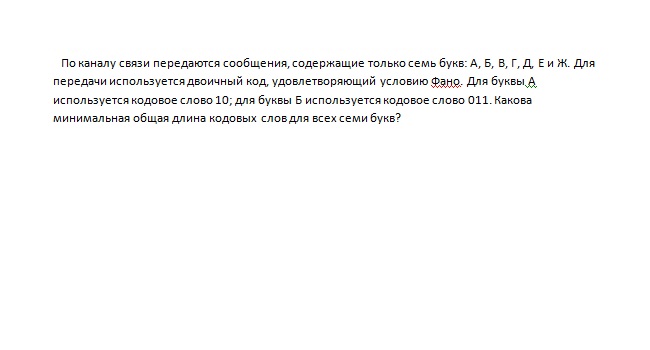 По каналу связи передаются сообщения, содержащие только семь букв: А, Б, В, Г, Д, Е и Ж. Для
передачи используется двоичный код, удовлетворяющий условию Фано. Для буквы А
используется кодовое слово 10; для буквы Б используется кодовое слово 011. Какова
минимальная общая длина кодовых слов для всех семи букв?